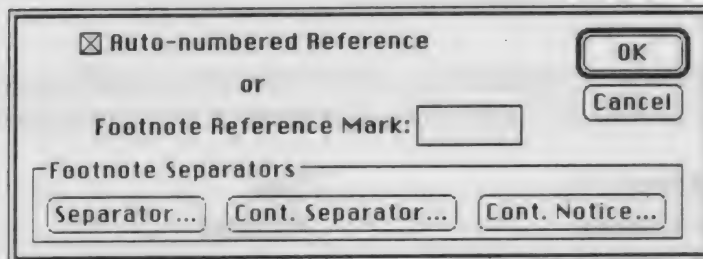 Auto-numbered Reference
OK
or
Cancel
Footnote Reference Mark:
Footnote Separators
Separator... Cont. Separator... Cont. Notice...